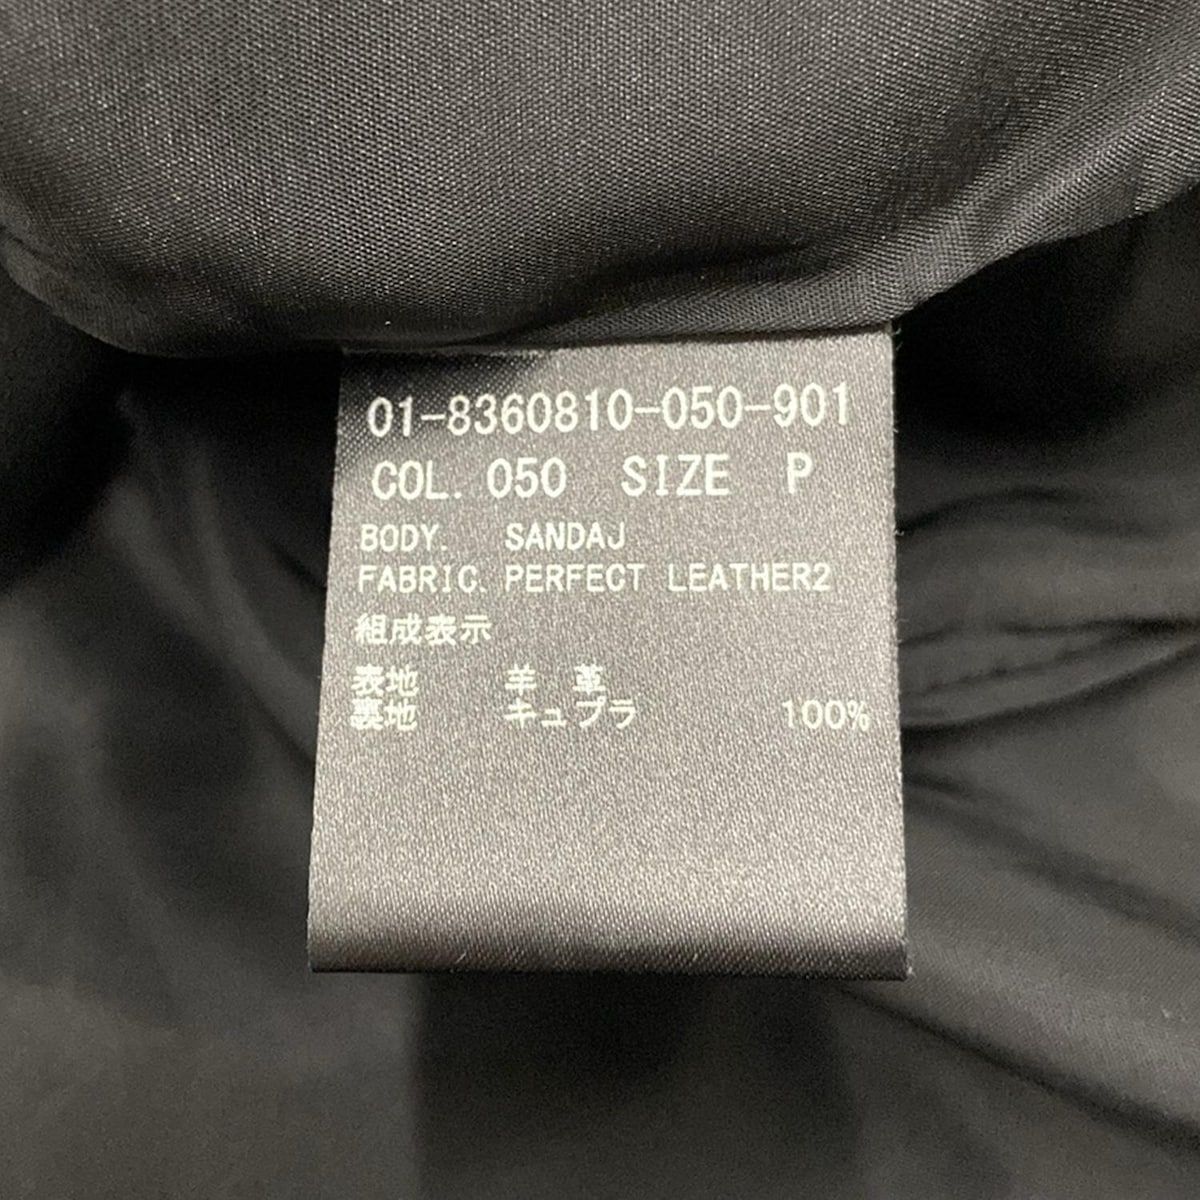 01-8360810-050-901
COL. 050 SIZE P
BODY. SANDAJ
FABRIC. PERFECT LEATHER2
組成表示
表地 羊 革
裏地 キュプラ 100%